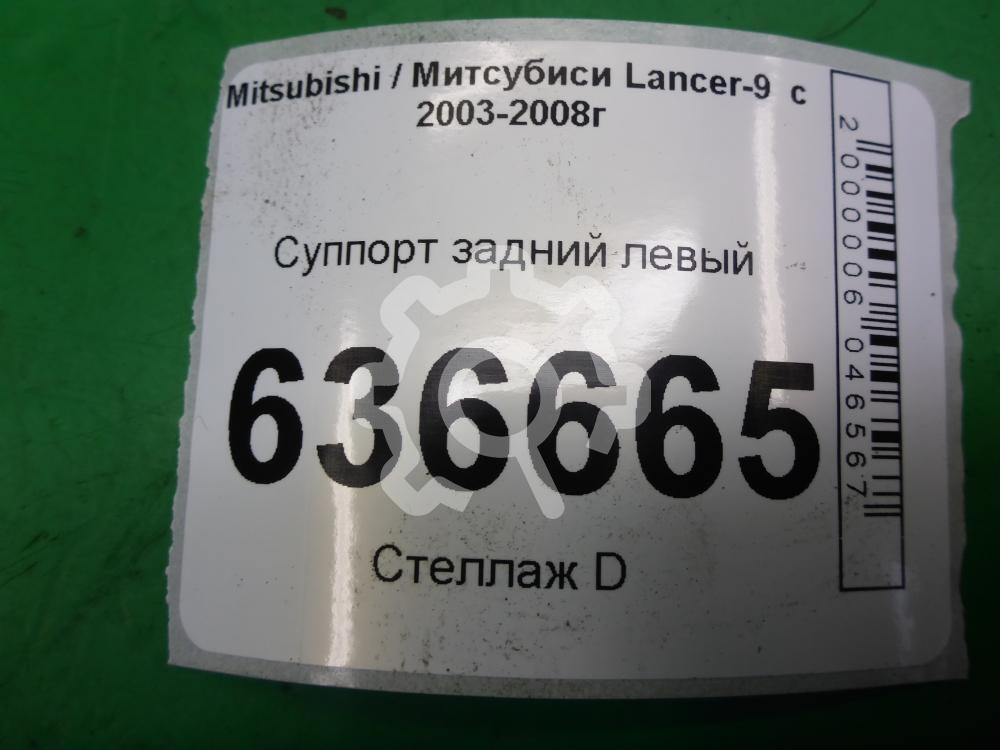 Mitsubishi / Митсубиси Lancer-9 с
2003-2008г
Суппорт задний левый
636665
Стеллаж D
2000006046567